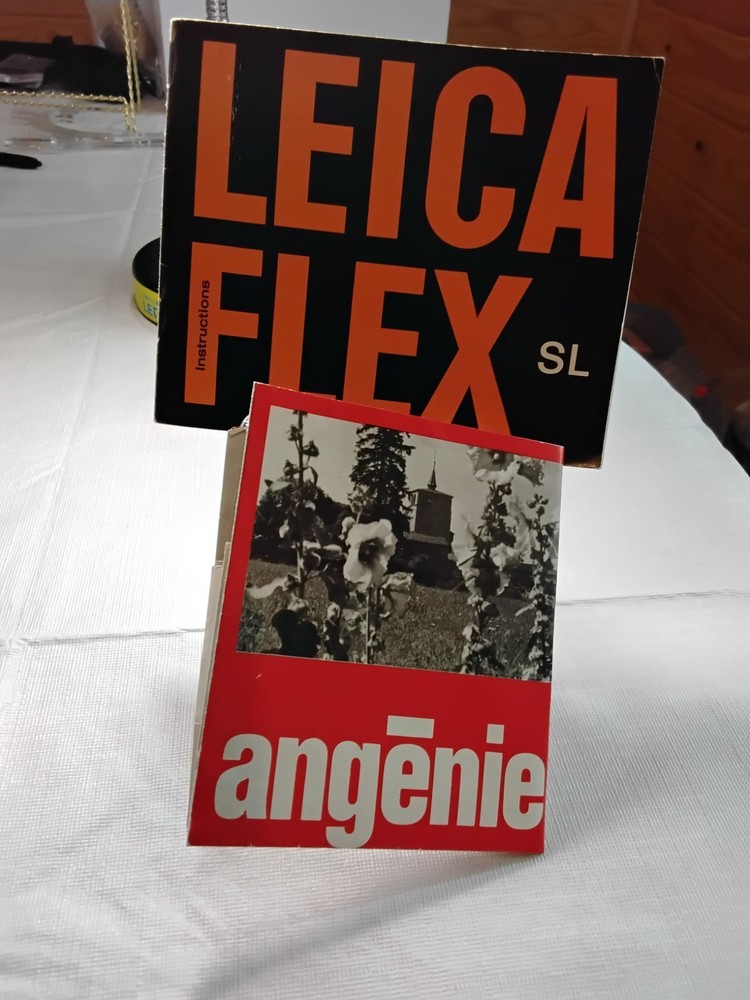 LEICA
FLEX
Instructions
SL
angēnie